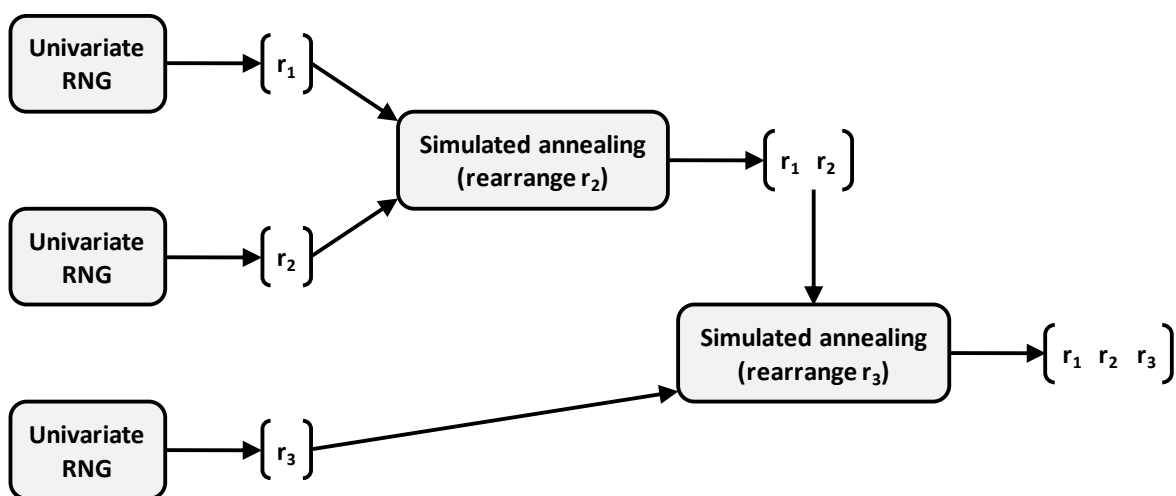 Univariate
RNG
r₁
Simulated annealing
(rearrange r₂)
r₁ r₂
Univariate
RNG
r₂
Simulated annealing
(rearrange r₃)
r₁ r₂ r₃
Univariate
RNG
r₃